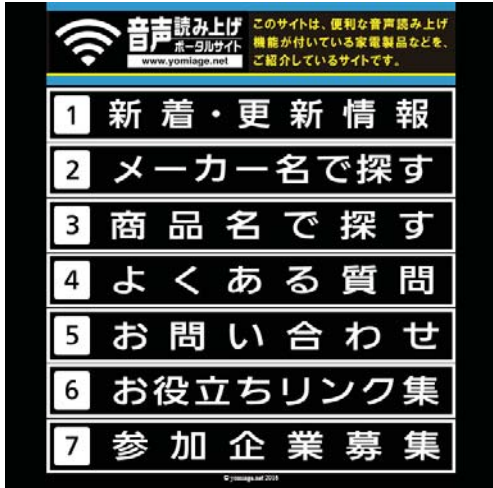 音声読み上げ
ポータルサイト
www.yomiage.net
このサイトは、便利な音声読み上げ
機能が付いている家電製品などを、
ご紹介しているサイトです。
1 新着・更新情報
2 メーカー名で探す
3 商品名で探す
4 よくある質問
5 お問い合わせ
6 お役立ちリンク集
7 参加企業募集
© yomiage.net 2016